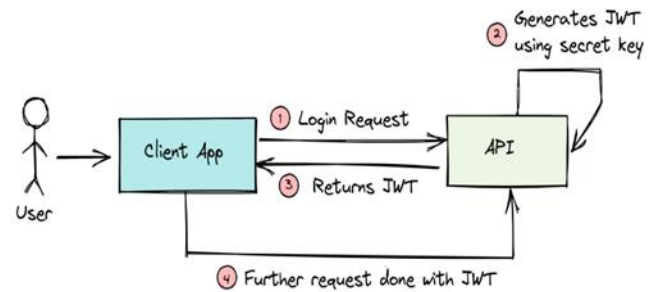 2 Generates JWT
using secret key
1 Login Request
Client App
API
3 Returns JWT
User
4 Further request done with JWT